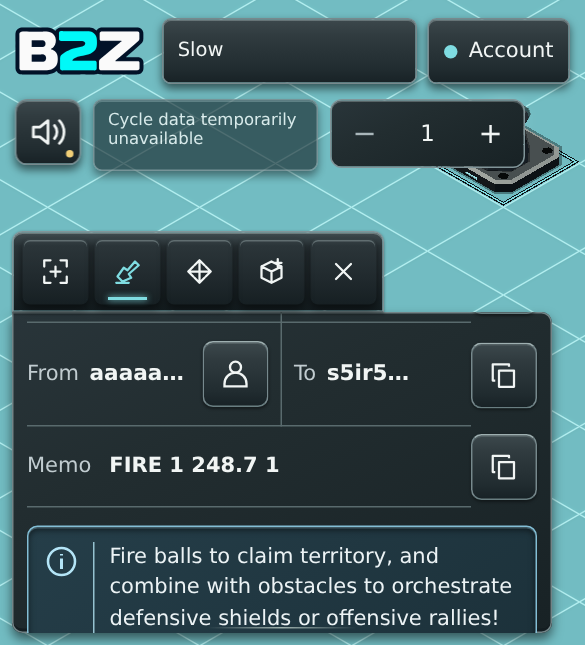 B2Z
Slow
Account
Cycle data temporarily
unavailable
− 1 +
From aaaaa...
To s5ir5...
Memo FIRE 1 248.7 1
Fire balls to claim territory, and
combine with obstacles to orchestrate
defensive shields or offensive rallies!